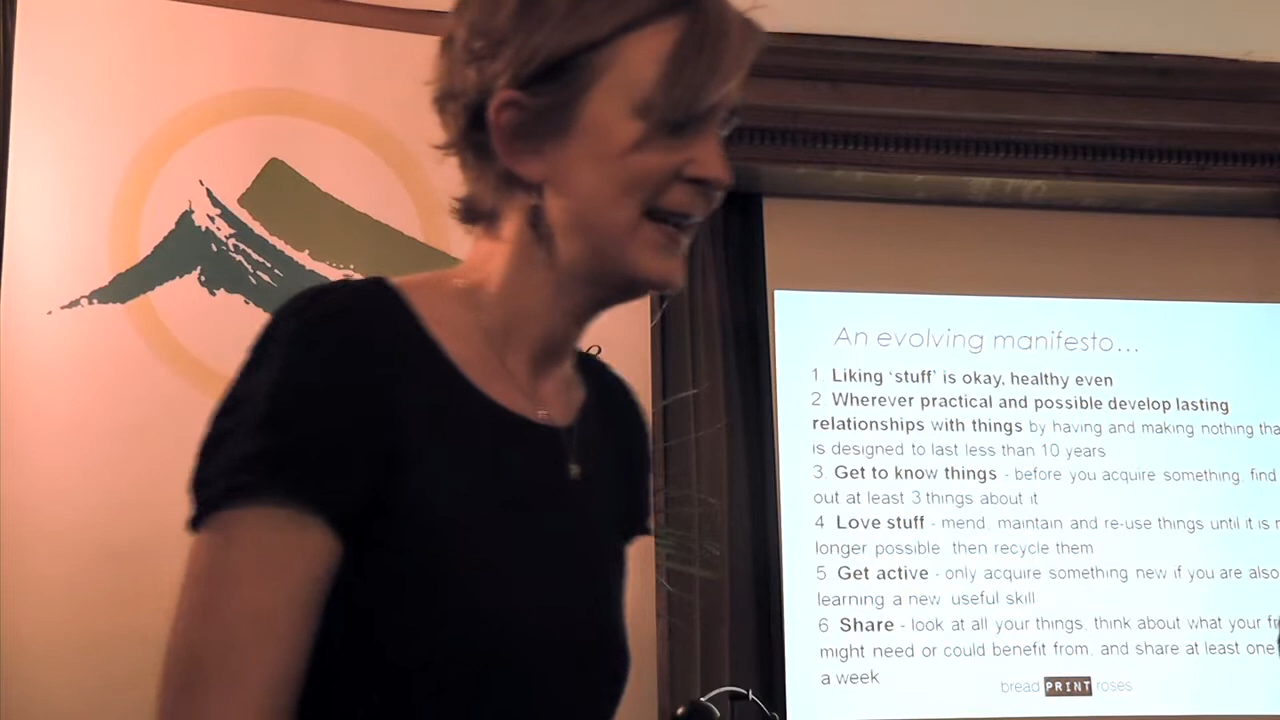 An evolving manifesto...
1. Liking 'stuff' is okay, healthy even
2. Wherever practical and possible develop lasting
relationships with things by having and making nothing
is designed to last less than 10 years
3. Get to know things - before you acquire something, find
out at least 3 things about it
4. Love stuff - mend, maintain and re-use things until it is
longer possible, then recycle them
5. Get active - only acquire something new if you are also
learning a new, useful skill
6. Share - look at all your things, think about what your
might need or could benefit from, and share at least one
a week
bread PRINT roses